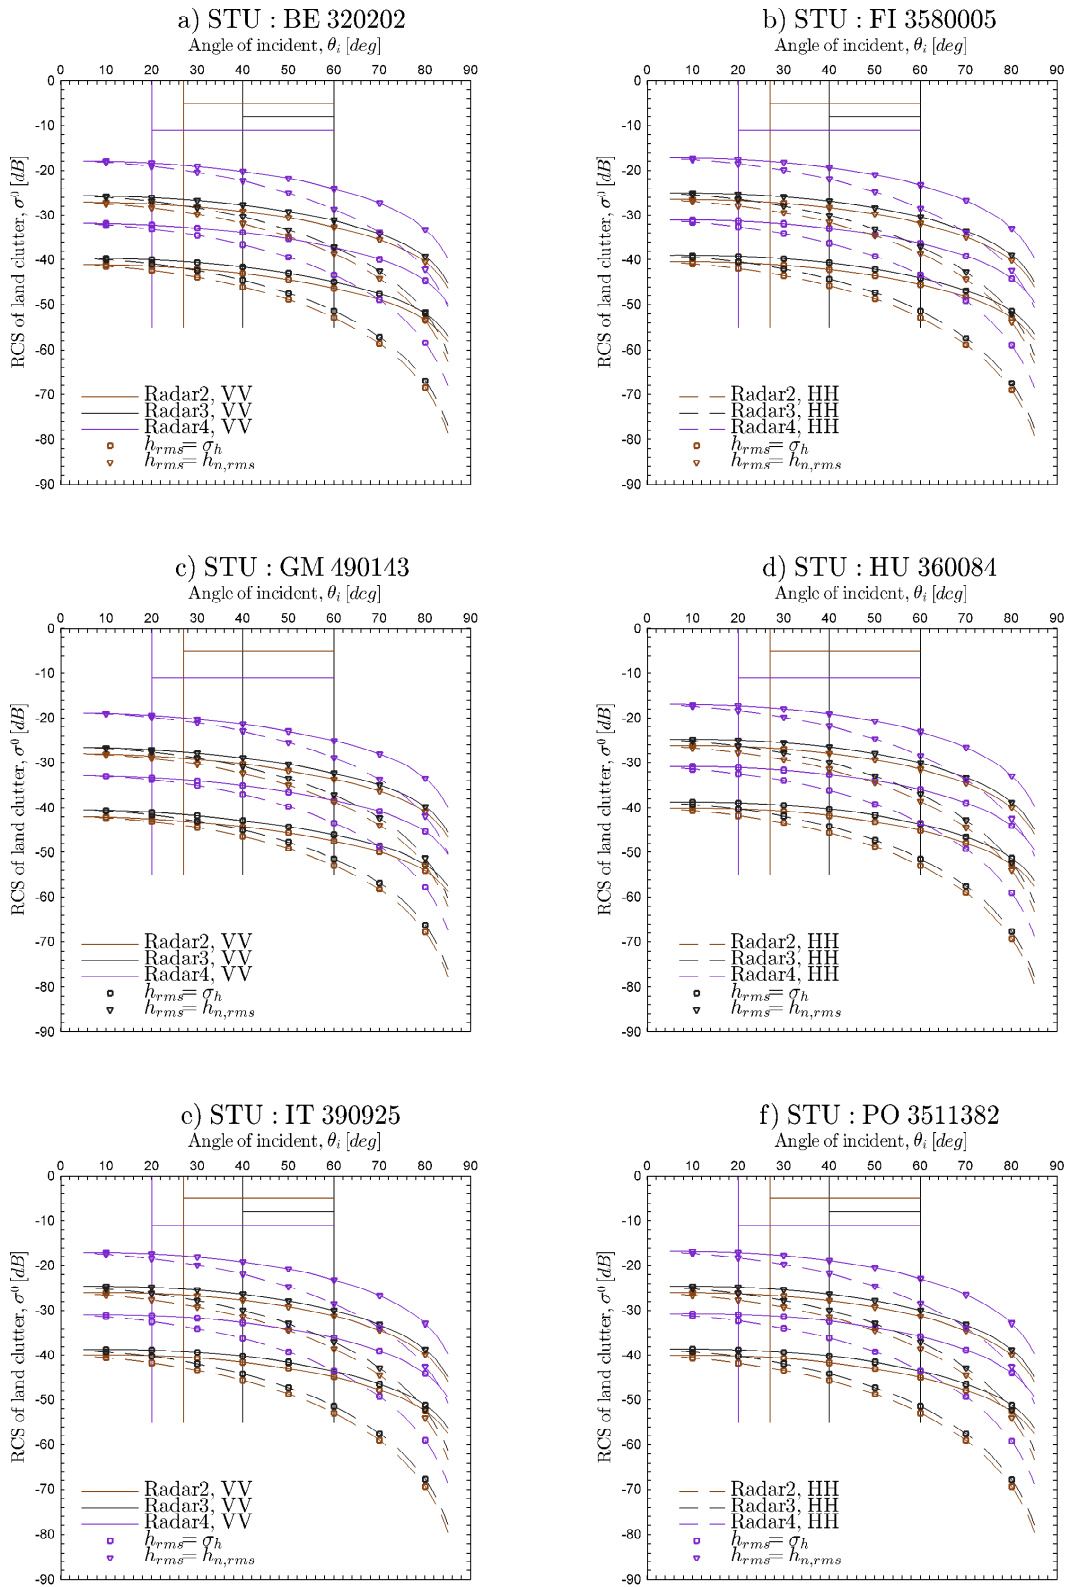 a) STU : BE 320202
Angle of incident, θi [deg]
0 10 20 30 40 50 60 70 80 90
0
-10
-20
-30
-40
-50
-60
-70
-80
-90
RCS of land clutter, σ⁰ [dB]
Radar2, VV
Radar3, VV
Radar4, VV
hrms= σh
hrms= hn,rms
b) STU : FI 3580005
Angle of incident, θi [deg]
0 10 20 30 40 50 60 70 80 90
0
-10
-20
-30
-40
-50
-60
-70
-80
-90
RCS of land clutter, σ⁰ [dB]
Radar2, HH
Radar3, HH
Radar4, HH
hrms= σh
hrms= hn,rms
c) STU : GM 490143
Angle of incident, θi [deg]
0 10 20 30 40 50 60 70 80 90
0
-10
-20
-30
-40
-50
-60
-70
-80
-90
RCS of land clutter, σ⁰ [dB]
Radar2, VV
Radar3, VV
Radar4, VV
hrms= σh
hrms= hn,rms
d) STU : HU 360084
Angle of incident, θi [deg]
0 10 20 30 40 50 60 70 80 90
0
-10
-20
-30
-40
-50
-60
-70
-80
-90
RCS of land clutter, σ⁰ [dB]
Radar2, HH
Radar3, HH
Radar4, HH
hrms= σh
hrms= hn,rms
e) STU : IT 390925
Angle of incident, θi [deg]
0 10 20 30 40 50 60 70 80 90
0
-10
-20
-30
-40
-50
-60
-70
-80
-90
RCS of land clutter, σ⁰ [dB]
Radar2, VV
Radar3, VV
Radar4, VV
hrms= σh
hrms= hn,rms
f) STU : PO 3511382
Angle of incident, θi [deg]
0 10 20 30 40 50 60 70 80 90
0
-10
-20
-30
-40
-50
-60
-70
-80
-90
RCS of land clutter, σ⁰ [dB]
Radar2, HH
Radar3, HH
Radar4, HH
hrms= σh
hrms= hn,rms